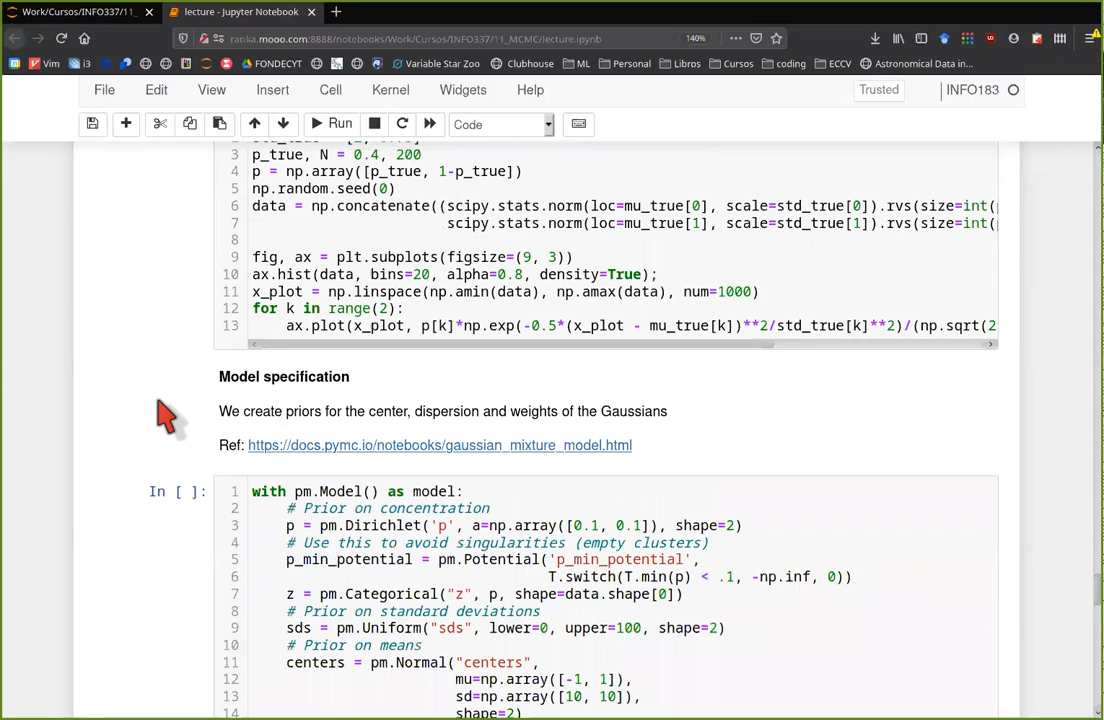 Work/Cursos/INFO337/11_
lecture - Jupyter Notebook
ranka.mooo.com:8888/notebooks/Work/Cursos/INFO337/11_MCMC/lecture.ipynb
140%
Vim
i3
FONDECYT
Variable Star Zoo
Clubhouse
ML
Personal
Libros
Cursos
coding
ECCV
Astronomical Data in...
File Edit View Insert Cell Kernel Widgets Help
Trusted
INFO183
Run
Code
3 p_true, N = 0.4, 200
4 p = np.array([p_true, 1-p_true])
5 np.random.seed(0)
6 data = np.concatenate((scipy.stats.norm(loc=mu_true[0], scale=std_true[0]).rvs(size=int(
7 scipy.stats.norm(loc=mu_true[1], scale=std_true[1]).rvs(size=int(
8
9 fig, ax = plt.subplots(figsize=(9, 3))
10 ax.hist(data, bins=20, alpha=0.8, density=True);
11 x_plot = np.linspace(np.amin(data), np.amax(data), num=1000)
12 for k in range(2):
13 ax.plot(x_plot, p[k]*np.exp(-0.5*(x_plot - mu_true[k])**2/std_true[k]**2)/(np.sqrt(2
Model specification
We create priors for the center, dispersion and weights of the Gaussians
Ref: https://docs.pymc.io/notebooks/gaussian_mixture_model.html
In [ ]:
1 with pm.Model() as model:
2 # Prior on concentration
3 p = pm.Dirichlet('p', a=np.array([0.1, 0.1]), shape=2)
4 # Use this to avoid singularities (empty clusters)
5 p_min_potential = pm.Potential('p_min_potential',
6 T.switch(T.min(p) < .1, -np.inf, 0))
7 z = pm.Categorical("z", p, shape=data.shape[0])
8 # Prior on standard deviations
9 sds = pm.Uniform("sds", lower=0, upper=100, shape=2)
10 # Prior on means
11 centers = pm.Normal("centers",
12 mu=np.array([-1, 1]),
13 sd=np.array([10, 10]),
14 shape=2)